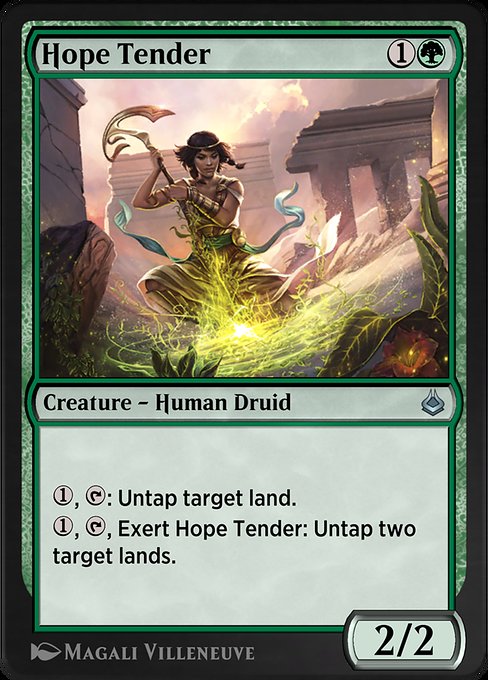 Hope Tender 1
Creature – Human Druid
1, : Untap target land.
1, , Exert Hope Tender: Untap two
target lands.
2/2
MAGALI VILLENEUVE